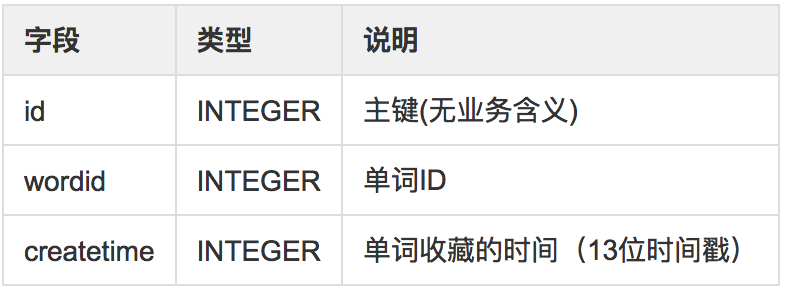 字段 类型 说明
id INTEGER 主键(无业务含义)
wordid INTEGER 单词ID
createtime INTEGER 单词收藏的时间（13位时间戳）